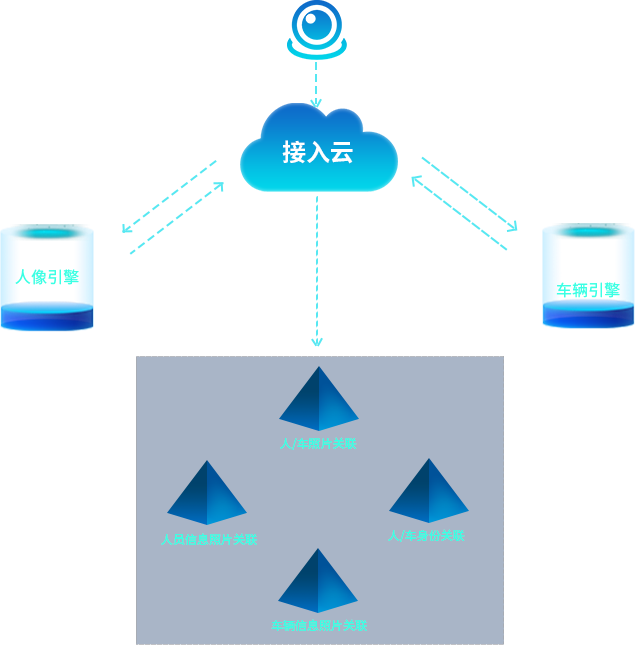 接入云
人像引擎
车辆引擎
人/车照片关联
人员信息照片关联
人/车身份关联
车辆信息照片关联